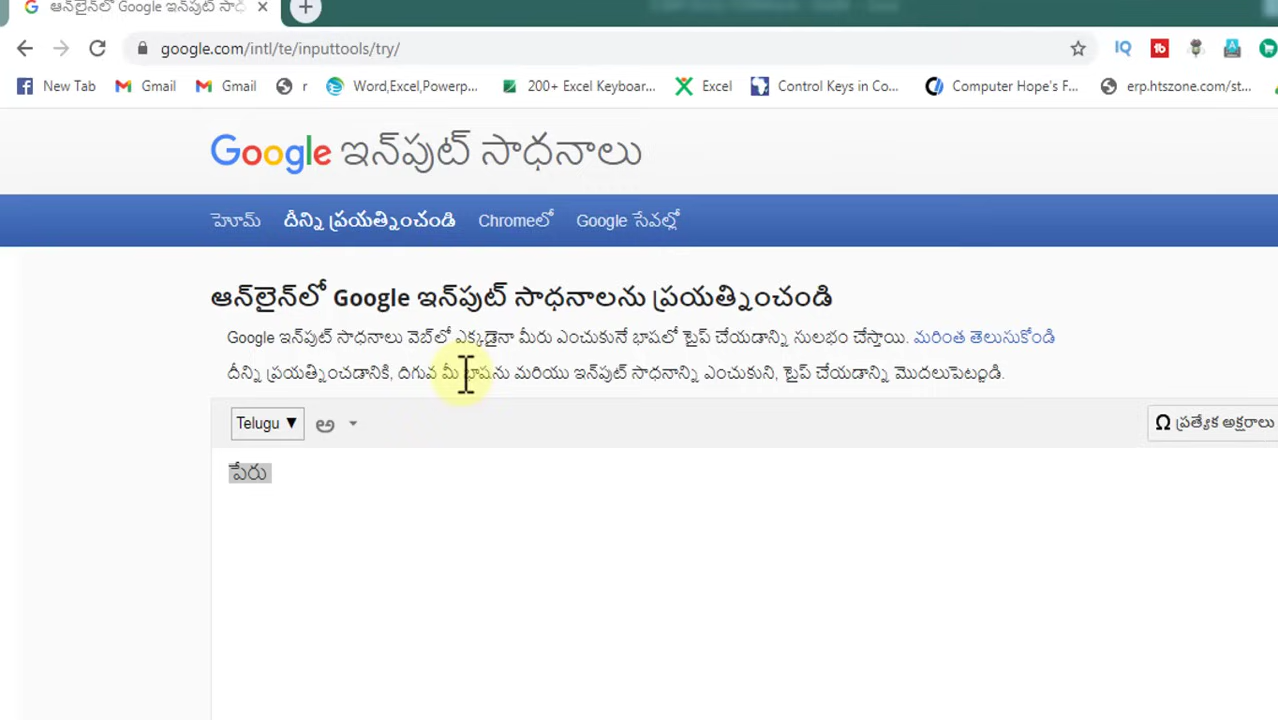 ఆన్‌లైన్‌లో Google ఇన్‌పుట్ సాధ
google.com/intl/te/inputtools/try/
New Tab Gmail Gmail r Word,Excel,Powerp... 200+ Excel Keyboar... Excel Control Keys in Co... Computer Hope's F... erp.htszone.com/st...
Google ఇన్‌పుట్ సాధనాలు
హెూమ్ దీన్ని ప్రయత్నించండి Chromeలో Google సేవల్లో
ఆన్‌లైన్‌లో Google ఇన్‌పుట్ సాధనాలను ప్రయత్నించండి
Google ఇన్‌పుట్ సాధనాలు వెబ్‌లో ఎక్కడైనా మీరు ఎంచుకునే భాషలో టైప్ చేయడాన్ని సులభం చేస్తాయి. మరింత తెలుసుకోండి
దీన్ని ప్రయత్నించడానికి, దిగువ మీ భాషను మరియు ఇన్‌పుట్ సాధనాన్ని ఎంచుకుని, టైప్ చేయడాన్ని మొదలుపెట్టండి.
Telugu ▼ అ Ω ప్రత్యేక అక్షరాలు
పేరు